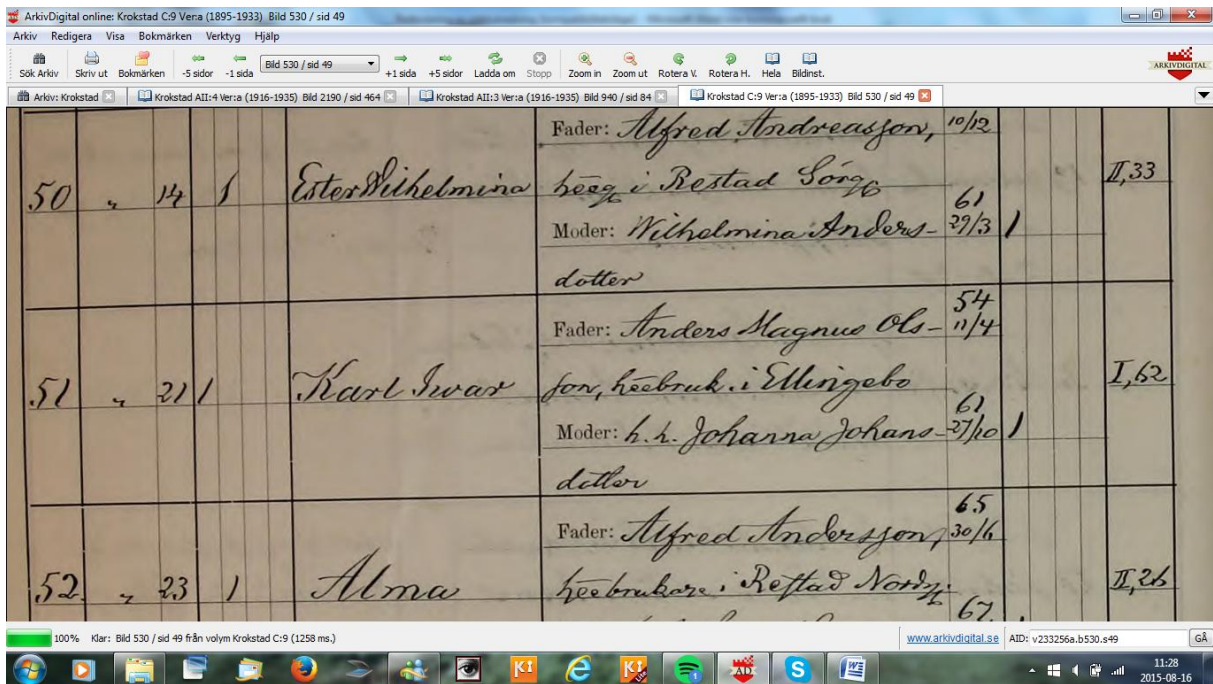 ArkivDigital online: Krokstad C:9 Ver:a (1895-1933) Bild 530 / sid 49
Arkiv Redigera Visa Bokmärken Verktyg Hjälp
Sök Arkiv Skriv ut Bokmärken -5 sidor -1 sida Bild 530 / sid 49 +1 sida +5 sidor Ladda om Stopp Zoom in Zoom ut Rotera V. Rotera H. Hela Bildinst.
ARKIVDIGITAL
Arkiv: Krokstad Krokstad AII:4 Ver:a (1916-1935) Bild 2190 / sid 464 Krokstad AII:3 Ver:a (1916-1935) Bild 940 / sid 84 Krokstad C:9 Ver:a (1895-1933) Bild 530 / sid 49
Fader: Alfred Andreasson, 10/12
50 " 14 1 Ester Wilhelmina heeg i Restad Sörg II,33
61
Moder: Wilhelmina Anders- 29/3 1
dotter
54
Fader: Anders Magnus Ols- 11/4
51 " 21 1 Karl Iwar son, heebruk. i Ellingebo I,62
61
Moder: h. h. Johanna Johans- 27/10 1
dotter
65
Fader: Alfred Andersson, 30/6
52. " 23 1 Alma heebrukare i Restad Nordg. II,26
67
100% Klar: Bild 530 / sid 49 från volym Krokstad C:9 (1258 ms.) www.arkivdigital.se AID: v233256a.b530.s49 GÅ
11:28
2015-08-16